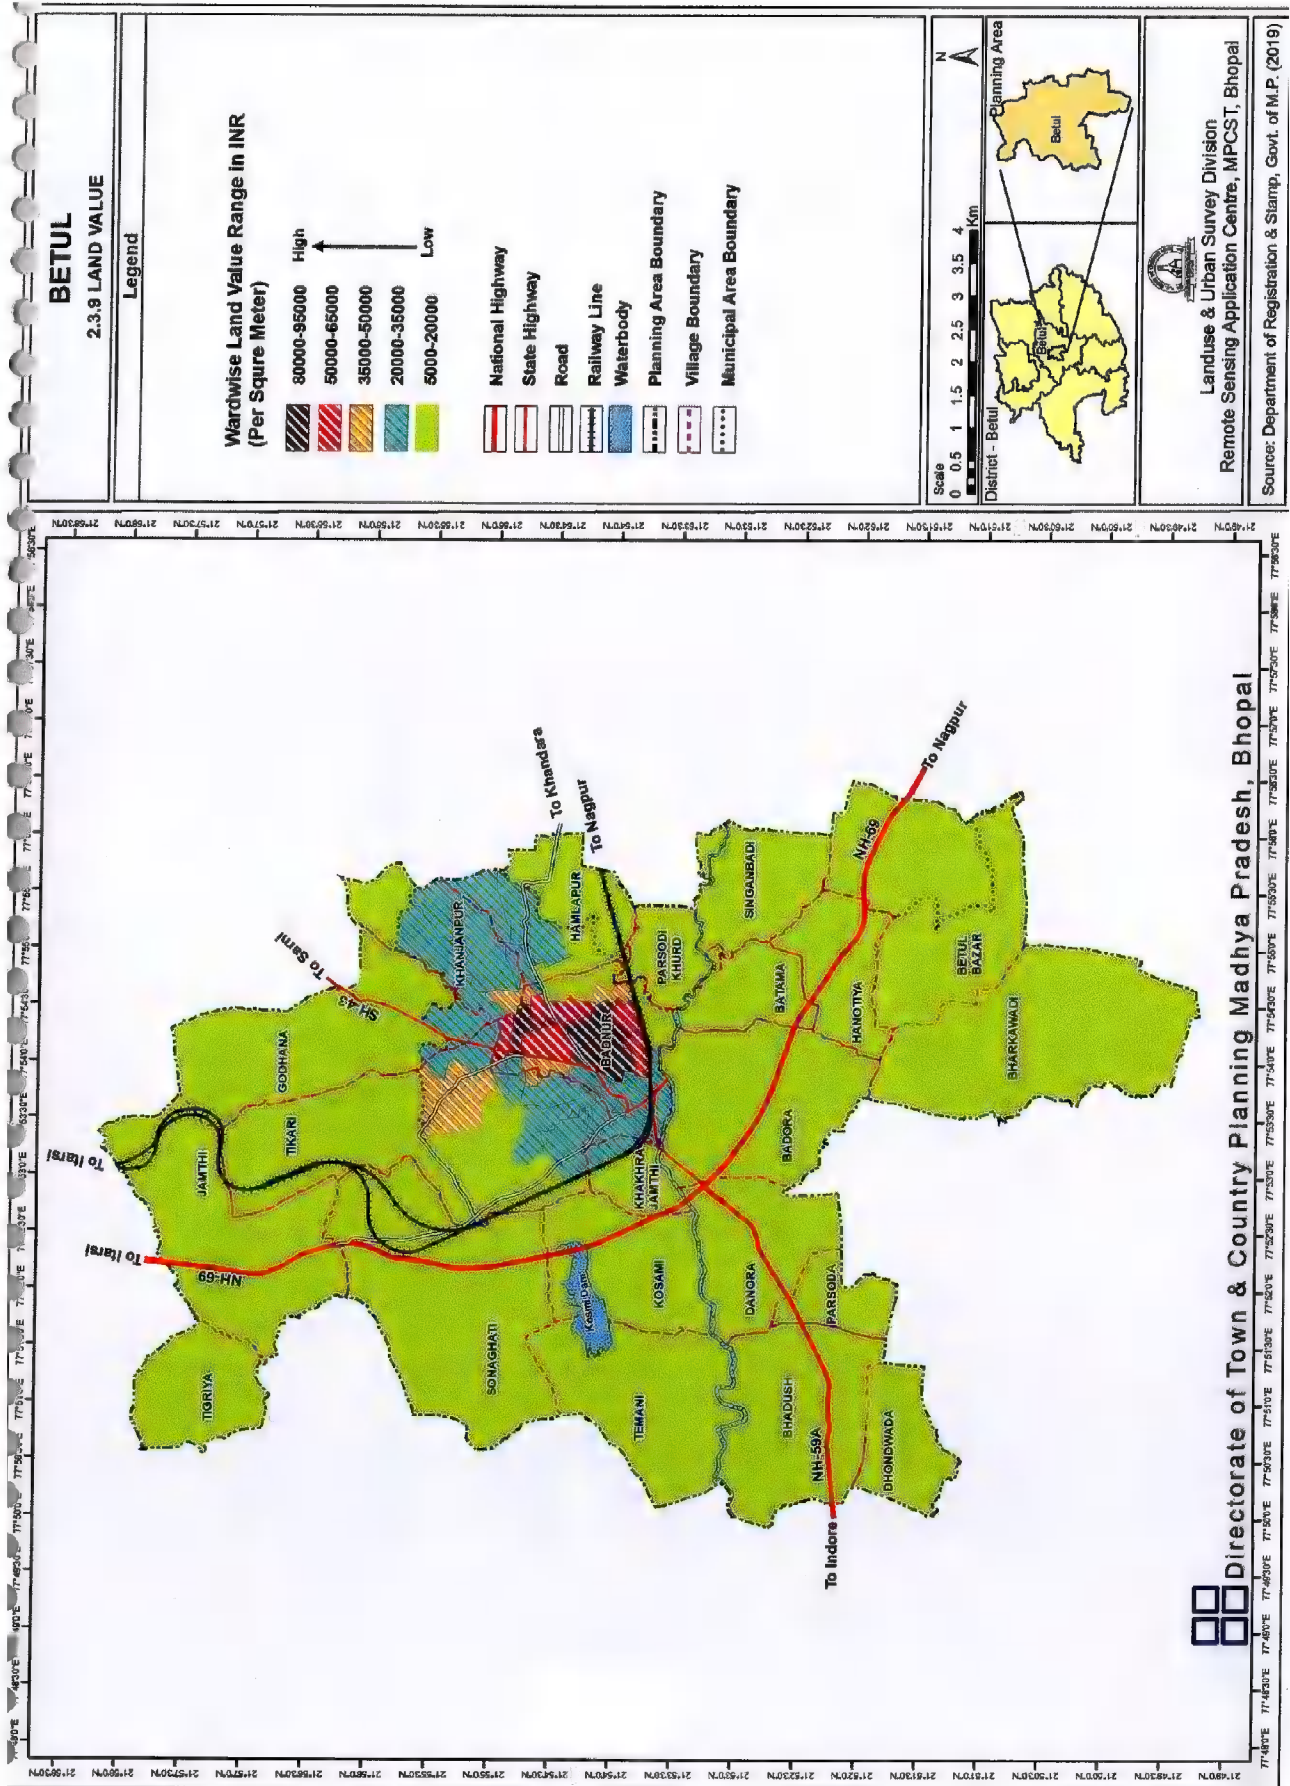 BETUL
2.3.9 LAND VALUE
Legend
Wardwise Land Value Range in INR
(Per Squre Meter)
80000-95000
High
50000-65000
35000-50000
20000-35000
5000-20000
Low
National Highway
State Highway
Road
Railway Line
Waterbody
Planning Area Boundary
Village Boundary
Municipal Area Boundary
Scale
0 0.5 1 1.5 2 2.5 3 3.5 4
Km
N
District - Betul
Betul
Planning Area
Betul
Landuse & Urban Survey Division
Remote Sensing Application Centre, MPCST, Bhopal
Source: Department of Registration & Stamp, Govt. of M.P. (2019)
To Itarsi
To Itarsi
NH-69
JAMTHI
TIKARI
GODHANA
TIGRIYA
To Sarni
SH-43
KHANJANPUR
To Khandara
HAMLAPUR
To Nagpur
SONAGHATI
BADNUR
Kosmi Dam
KHAKHRA
JAMTHI
PARSODI
KHURD
TEMANI
KOSAMI
SINGANBADI
DANORA
BADORA
BATAMA
BHADUSH
NH-59A
PARSODA
HANOTIYA
NH-69
To Nagpur
To Indore
DHONDWADA
BETUL
BAZAR
BHARKAWADI
Directorate of Town & Country Planning Madhya Pradesh, Bhopal